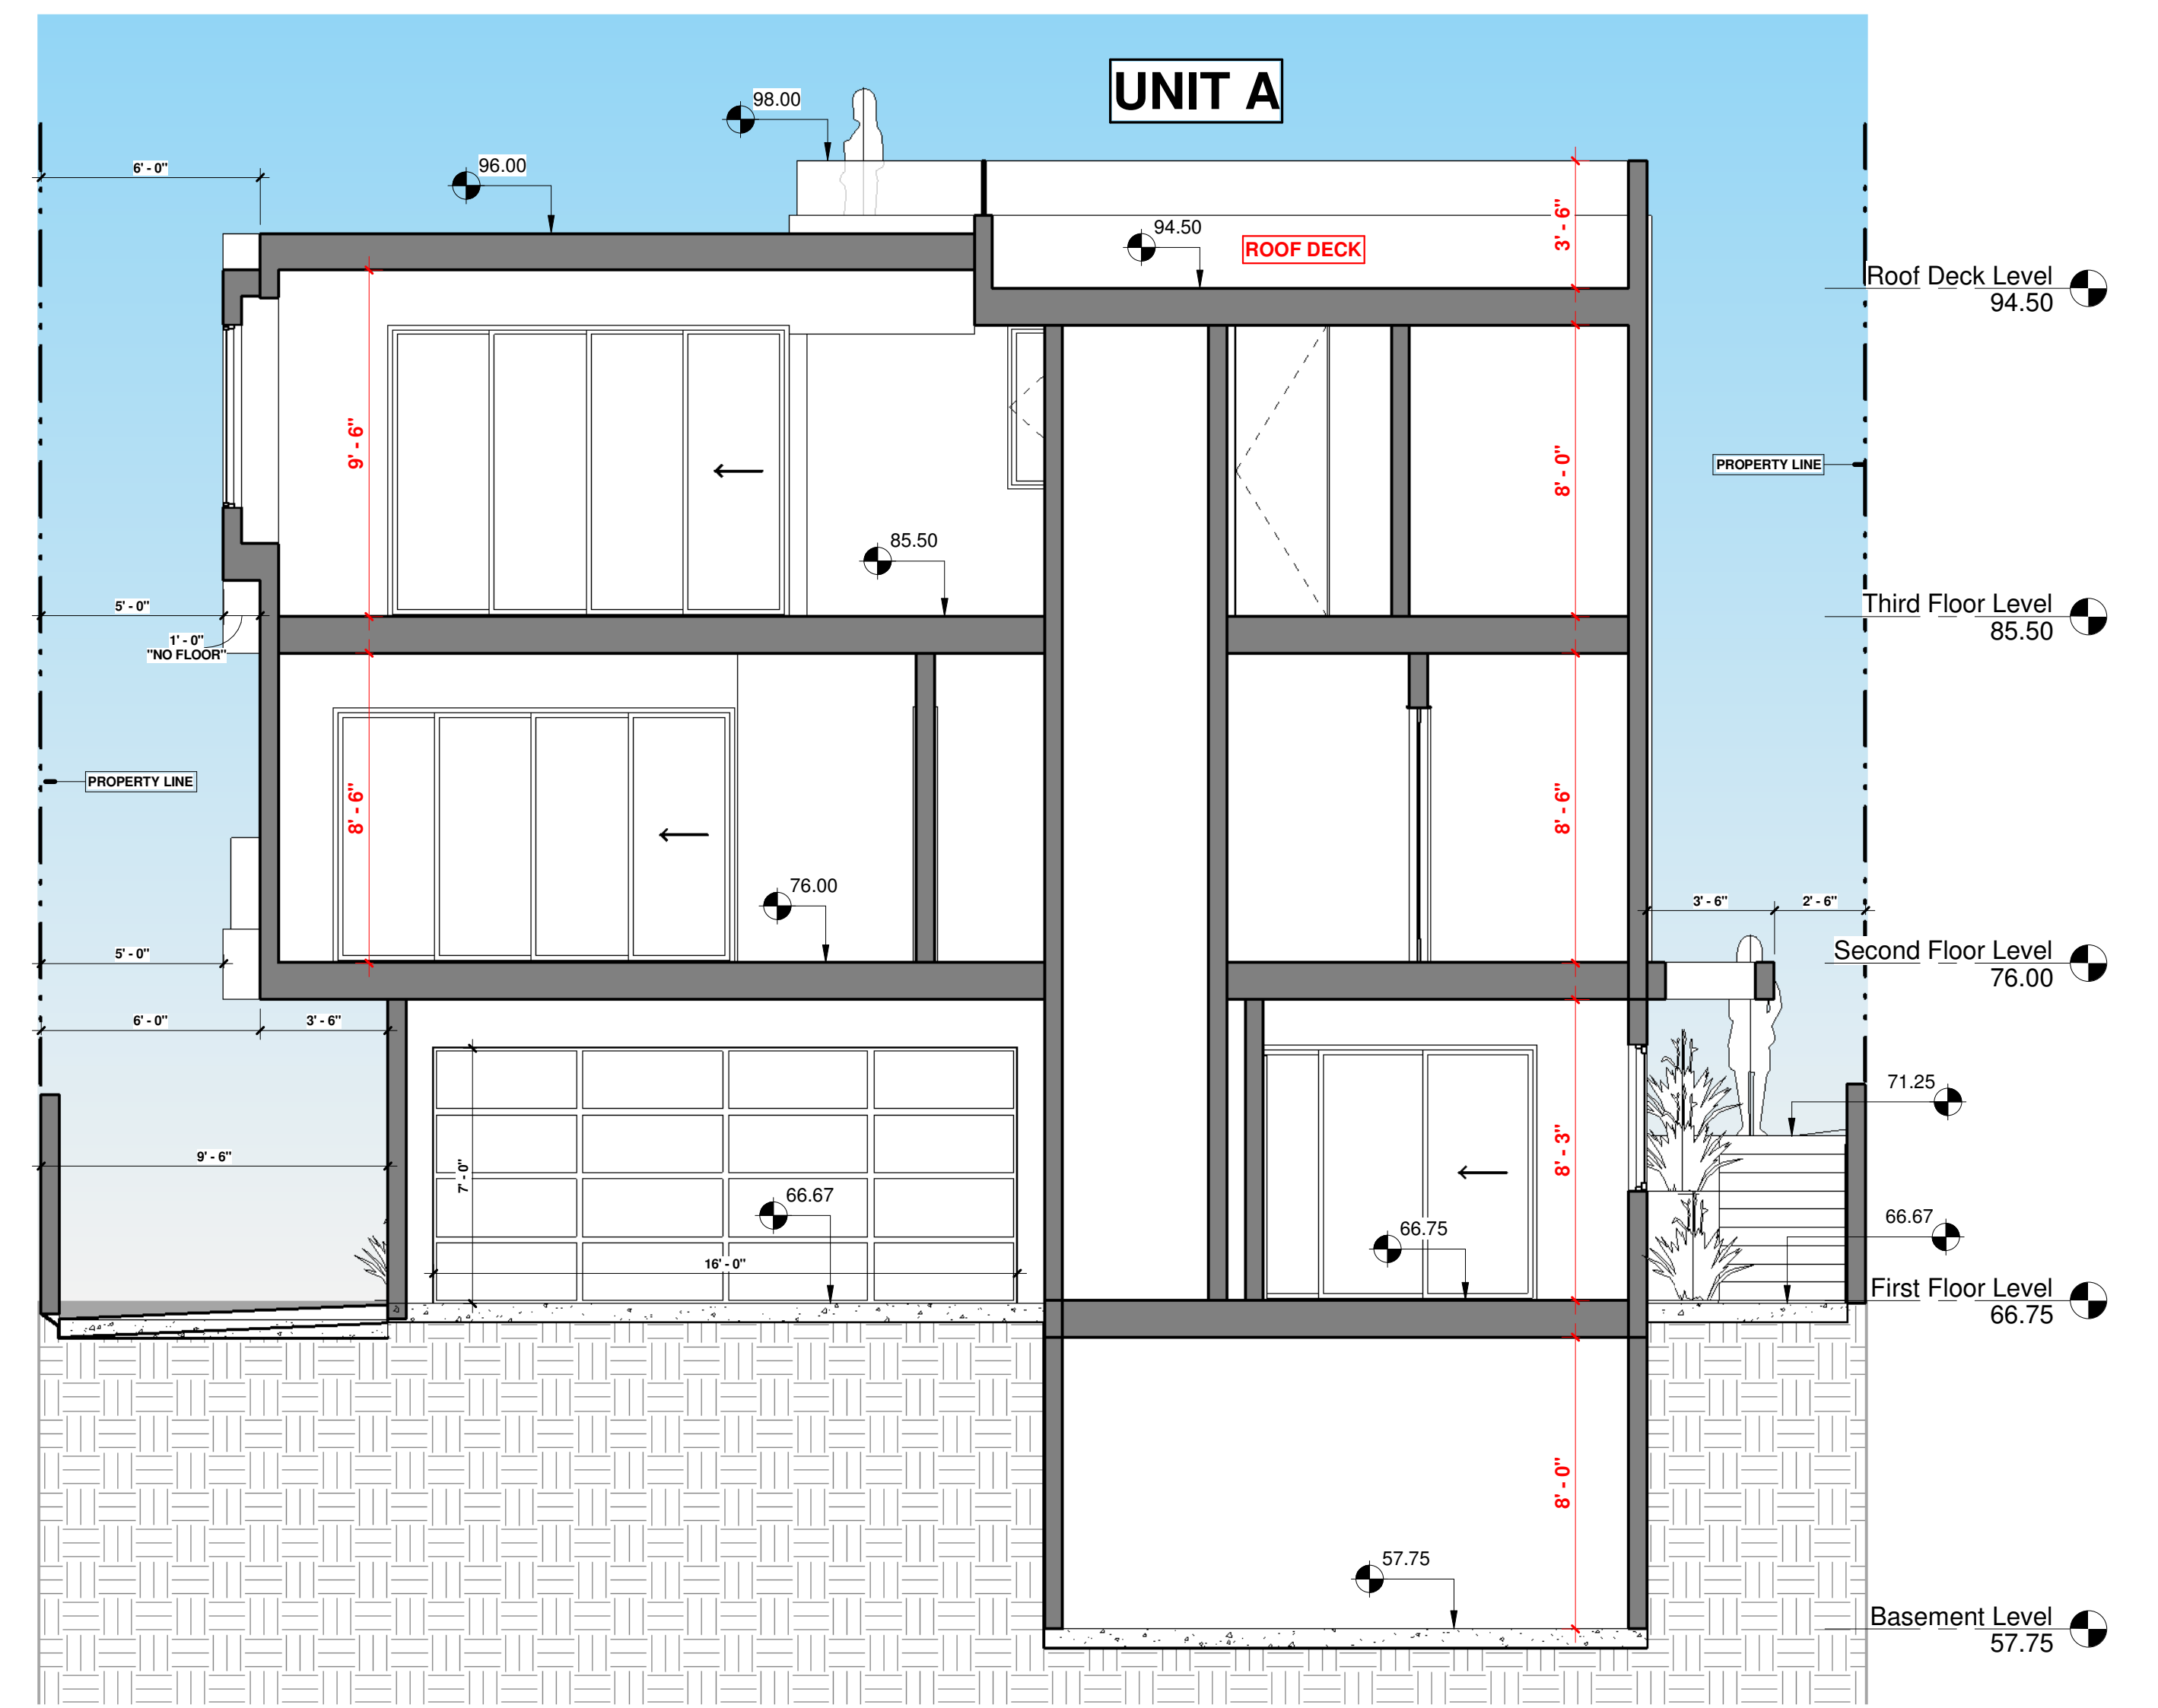 UNIT A
98.00
6' - 0"
96.00
3' - 6"
94.50
ROOF DECK
Roof Deck Level
94.50
9' - 6"
8' - 0"
PROPERTY LINE
85.50
5' - 0"
1' - 0"
"NO FLOOR"
Third Floor Level
85.50
PROPERTY LINE
8' - 6"
8' - 6"
76.00
3' - 6"
2' - 6"
5' - 0"
Second Floor Level
76.00
6' - 0"
3' - 6"
71.25
9' - 6"
7' - 0"
8' - 3"
66.67
66.75
66.67
16' - 0"
First Floor Level
66.75
8' - 0"
57.75
Basement Level
57.75